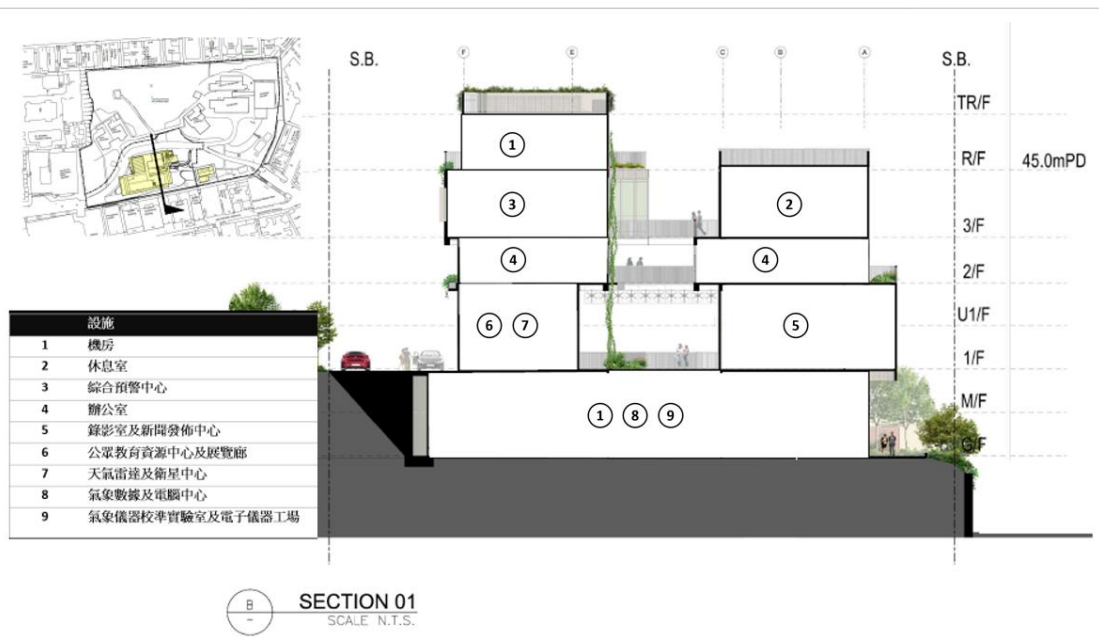 S.B.
F
E
C
B
A
S.B.
TR/F
R/F
45.0mPD
3/F
2/F
U1/F
1/F
M/F
G/F
1
3
2
4
4
6
7
5
1
8
9
設施
1 機房
2 休息室
3 綜合預警中心
4 辦公室
5 錄影室及新聞發佈中心
6 公眾教育資源中心及展覽廊
7 天氣雷達及衛星中心
8 氣象數據及電腦中心
9 氣象儀器校準實驗室及電子儀器工場
B
SECTION 01
SCALE N.T.S.